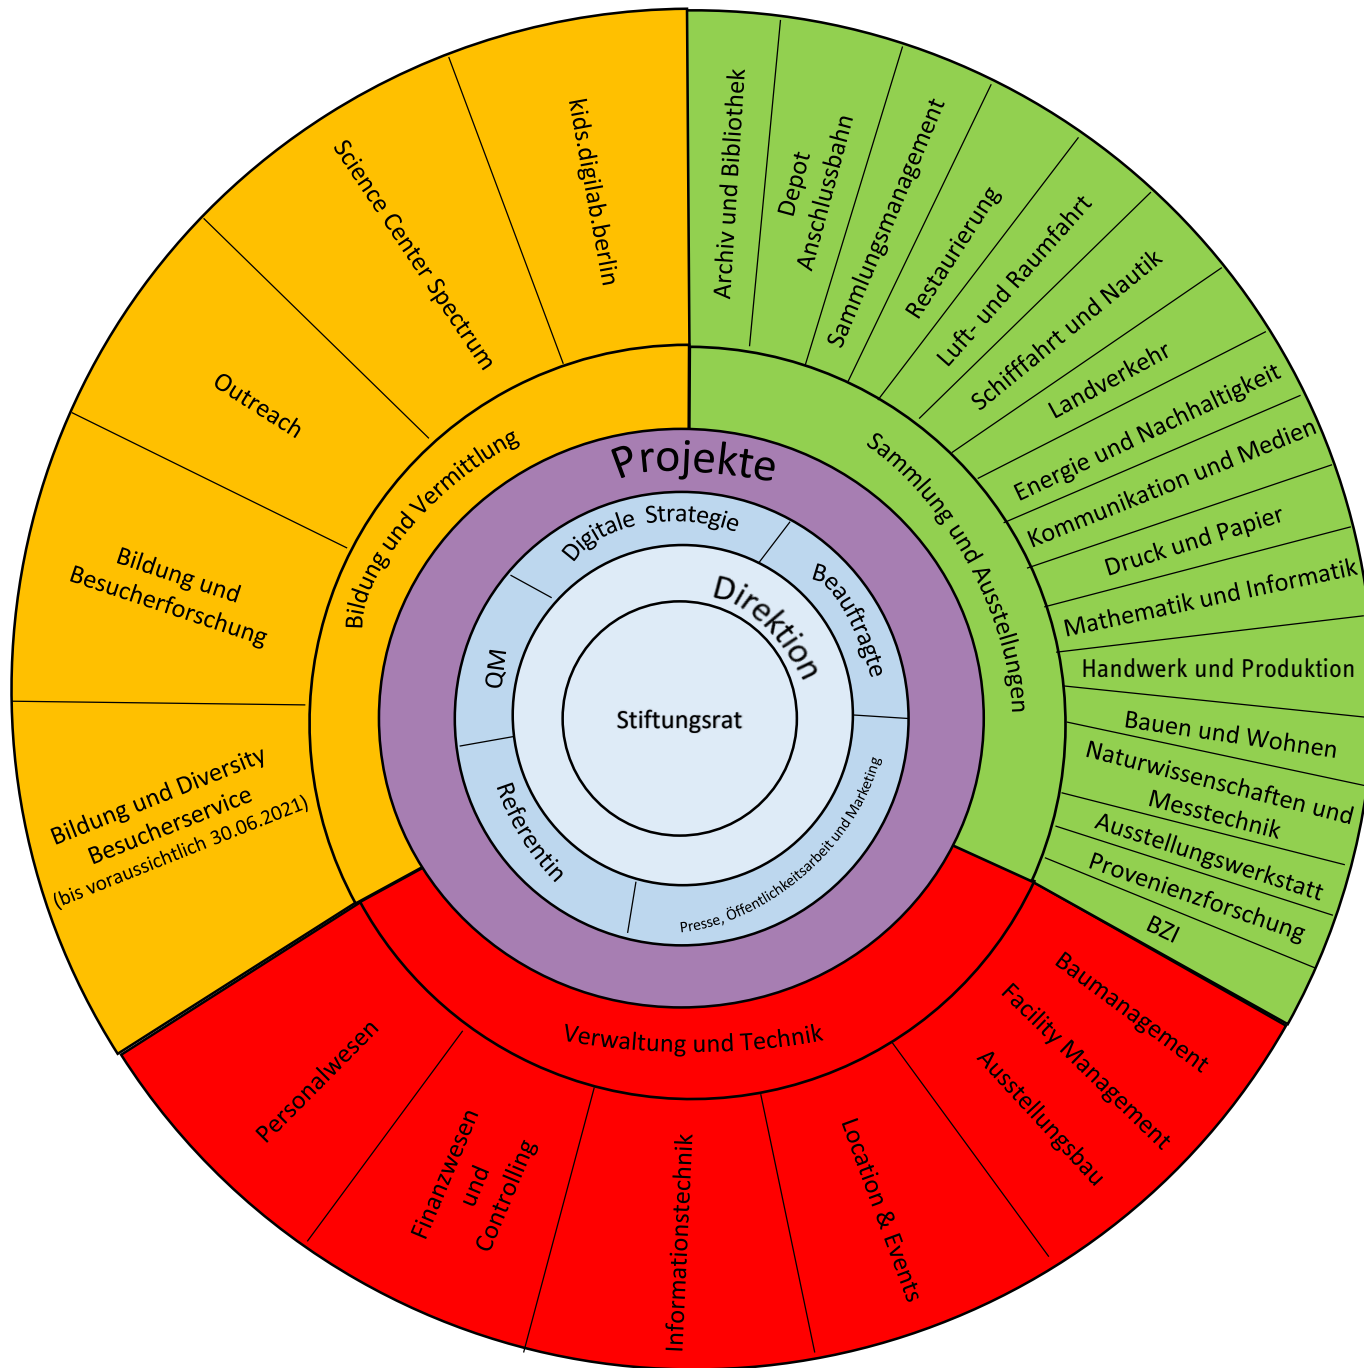 Stiftungsrat
Direktion
Digitale Strategie
Beauftragte
Presse, Öffentlichkeitsarbeit und Marketing
Referentin
QM
Projekte
Sammlung und Ausstellungen
Archiv und Bibliothek
Depot
Anschlussbahn
Sammlungsmanagement
Restaurierung
Luft- und Raumfahrt
Schifffahrt und Nautik
Landverkehr
Energie und Nachhaltigkeit
Kommunikation und Medien
Druck und Papier
Mathematik und Informatik
Handwerk und Produktion
Bauen und Wohnen
Naturwissenschaften und
Messtechnik
Ausstellungswerkstatt
Provenienzforschung
BZI
Verwaltung und Technik
Baumanagement
Facility Management
Ausstellungsbau
Location & Events
Informationstechnik
Finanzwesen
und
Controlling
Personalwesen
Bildung und Vermittlung
Bildung und Diversity
Besucherservice
(bis voraussichtlich 30.06.2021)
Bildung und
Besucherforschung
Outreach
Science Center Spectrum
kids.digilab.berlin